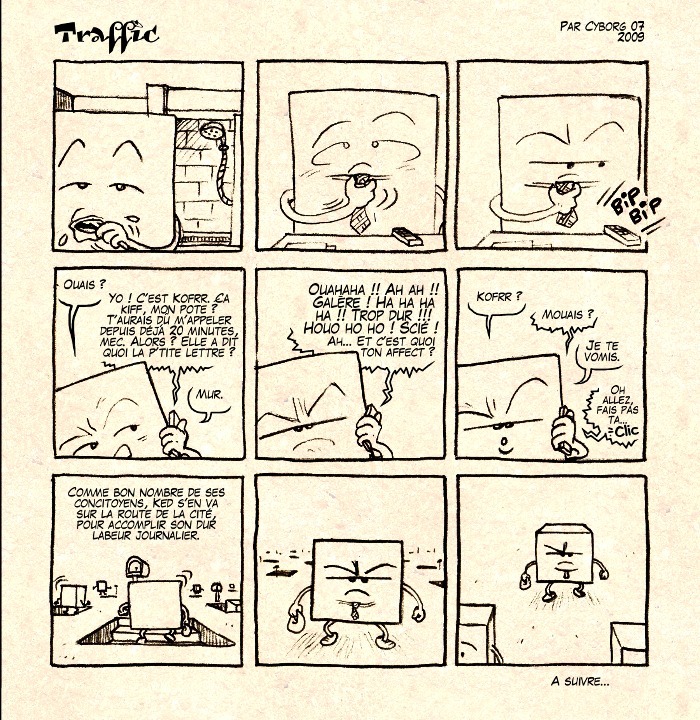 Traffic
Par Cyborg 07
2009
Bip
Bip
Ouais ?
Yo ! C'est Kofrr. Ça
kiff, mon pote ?
T'aurais du m'appeler
depuis déjà 20 minutes,
mec. Alors ? Elle a dit
quoi la p'tite lettre ?
Mur.
Ouahaha !! Ah ah !!
Galère ! Ha ha ha
ha !! Trop dur !!!
Houo ho ho ! Scié !
Ah... Et c'est quoi
ton affect ?
Kofrr ?
Mouais ?
Je te
vomis.
Oh
allez,
fais pas
ta...
Clic
Comme bon nombre de ses
concitoyens, Ked s'en va
sur la route de la cité,
pour accomplir son dur
labeur journalier.
A suivre...